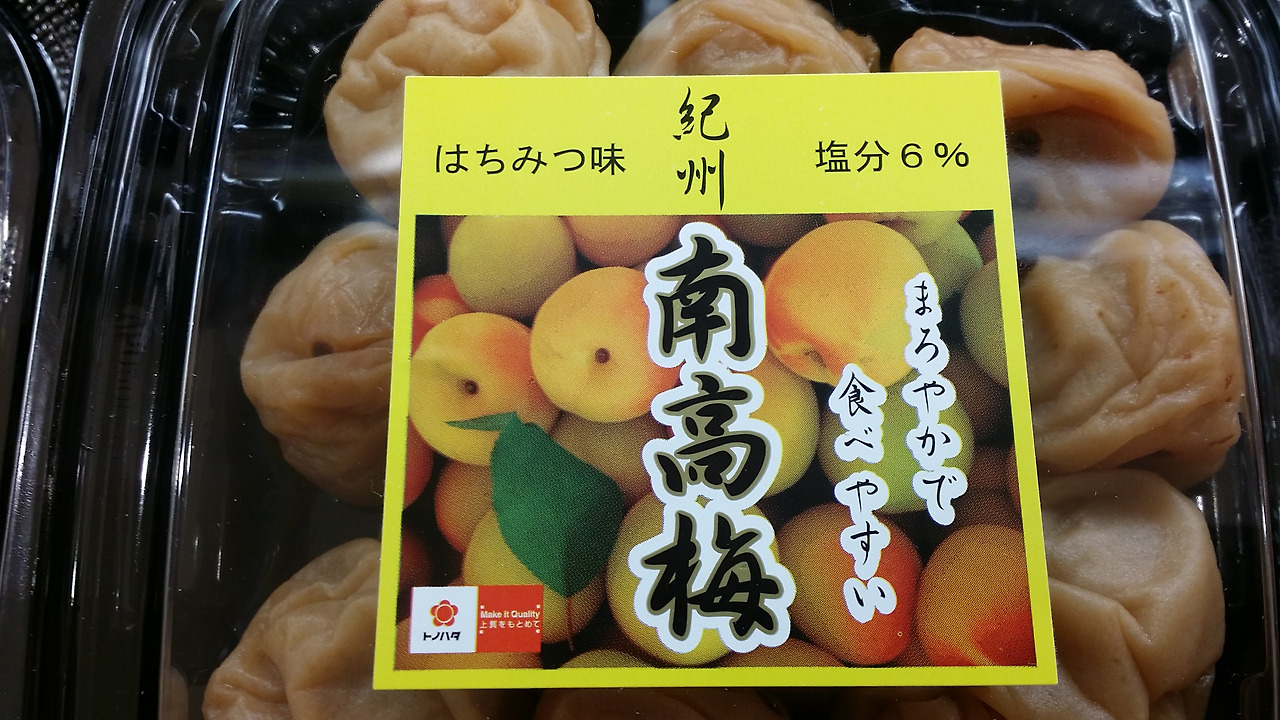 紀州
はちみつ味
塩分６％
南高梅
まろやかで
食べやすい
トノハタ
Make it Quality
上質をもとめて